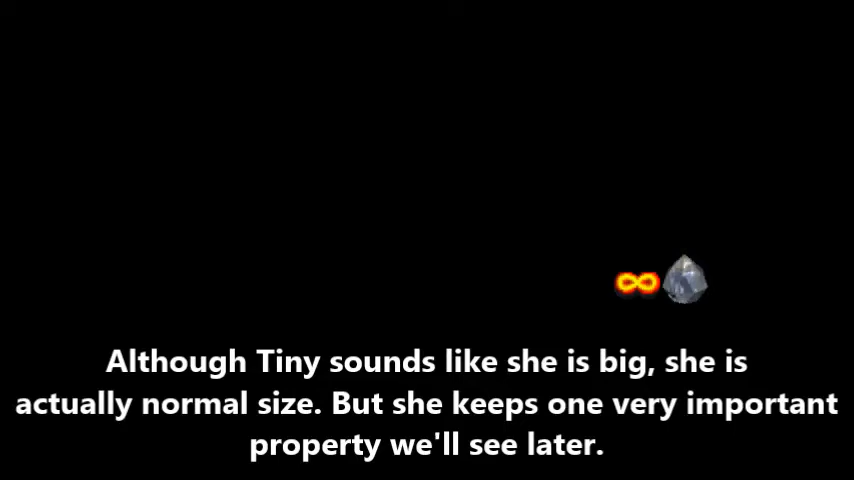 ∞
Although Tiny sounds like she is big, she is
actually normal size. But she keeps one very important
property we'll see later.